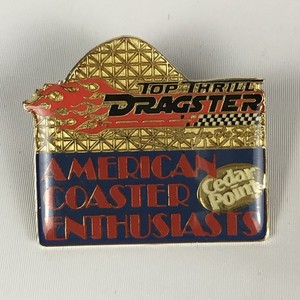 TOP THRILL
DRAGSTER
AMERICAN
COASTER
ENTHUSIASTS
Cedar
Point